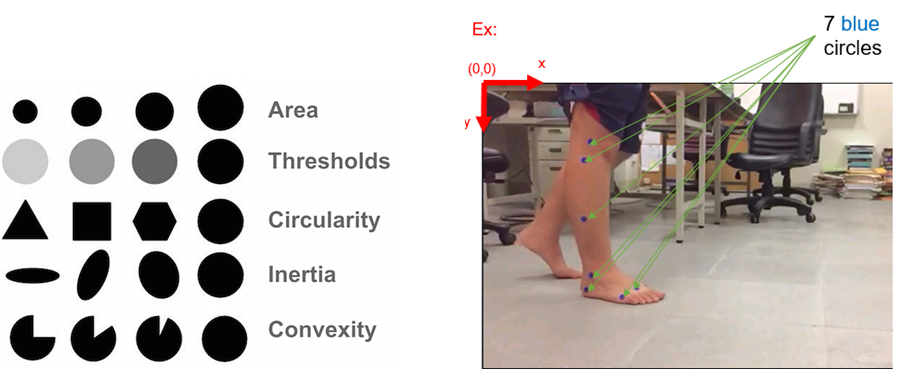 Area
Thresholds
Circularity
Inertia
Convexity
Ex:
(0,0)
x
y
7 blue
circles